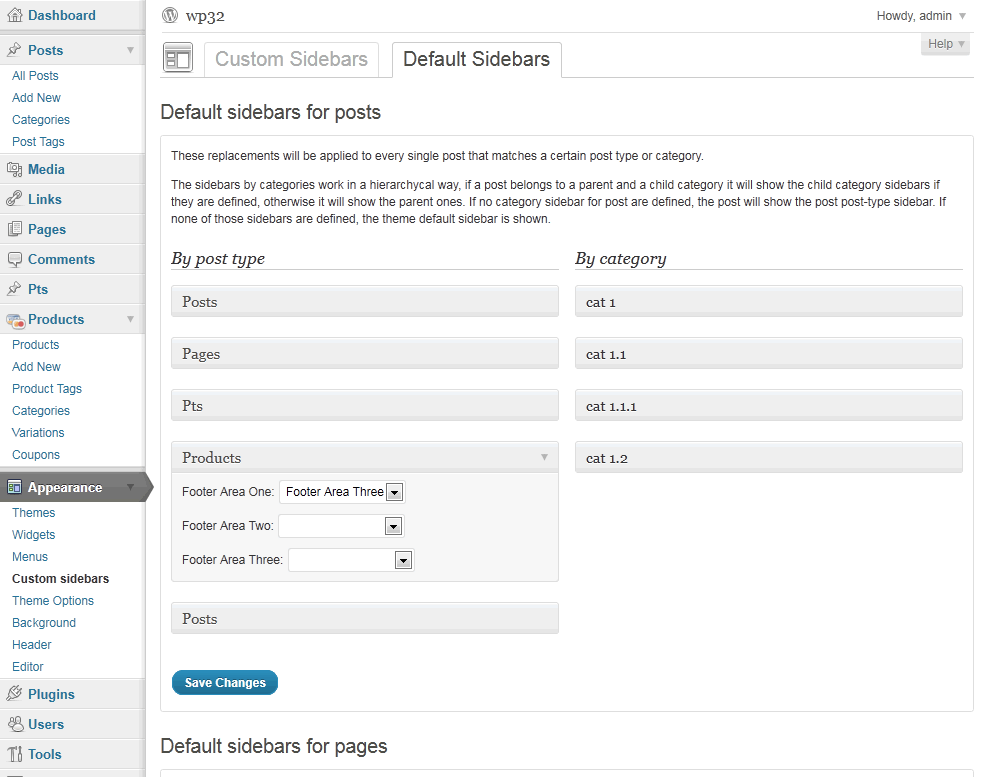 Dashboard
Posts
All Posts
Add New
Categories
Post Tags
Media
Links
Pages
Comments
Pts
Products
Products
Add New
Product Tags
Categories
Variations
Coupons
Appearance
Themes
Widgets
Menus
Custom sidebars
Theme Options
Background
Header
Editor
Plugins
Users
Tools
wp32
Howdy, admin
Help
Custom Sidebars
Default Sidebars
Default sidebars for posts
These replacements will be applied to every single post that matches a certain post type or category.
The sidebars by categories work in a hierarchycal way, if a post belongs to a parent and a child category it will show the child category sidebars if
they are defined, otherwise it will show the parent ones. If no category sidebar for post are defined, the post will show the post post-type sidebar. If
none of those sidebars are defined, the theme default sidebar is shown.
By post type
Posts
Pages
Pts
Products
Footer Area One: Footer Area Three
Footer Area Two:
Footer Area Three:
Posts
By category
cat 1
cat 1.1
cat 1.1.1
cat 1.2
Save Changes
Default sidebars for pages